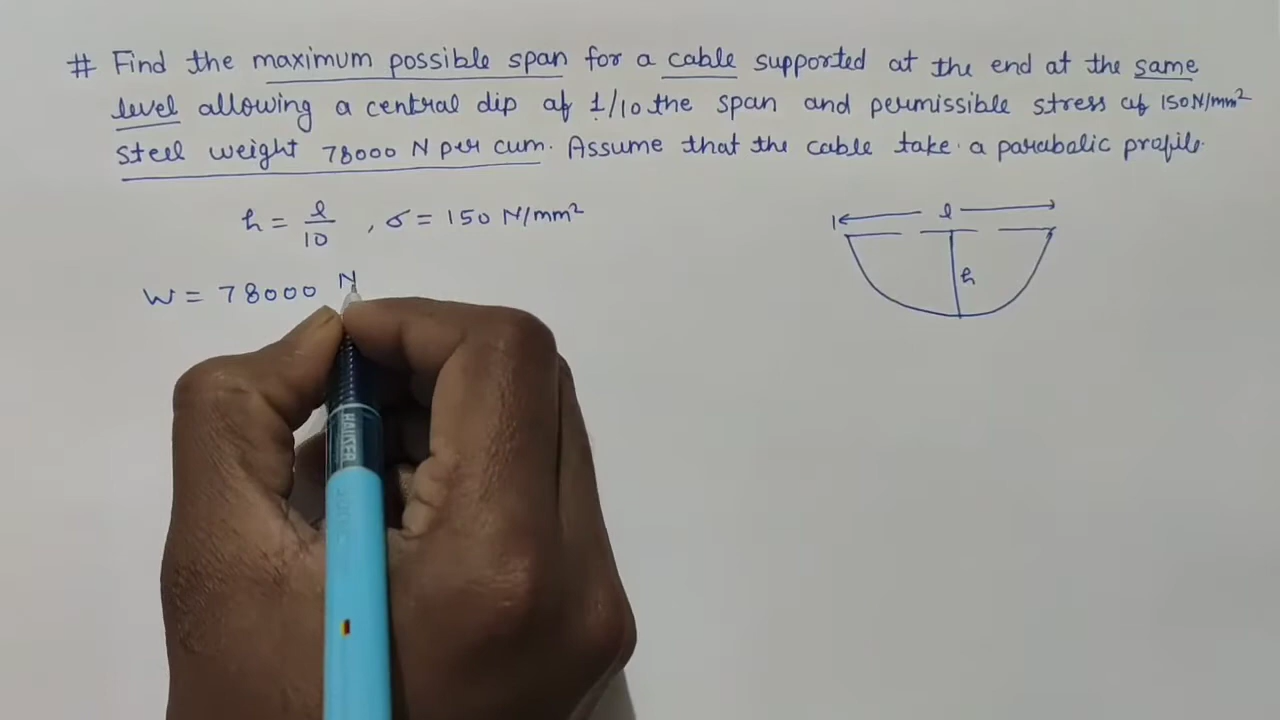 # Find the maximum possible span for a cable supported at the end at the same
level allowing a central dip of 1/10 the span and permissible stress of 150N/mm²
steel weight 78000 N per cum. Assume that the cable take a parabolic profile.
h = l/10 , σ = 150 N/mm²
l
h
W = 78000 N
HAUSER